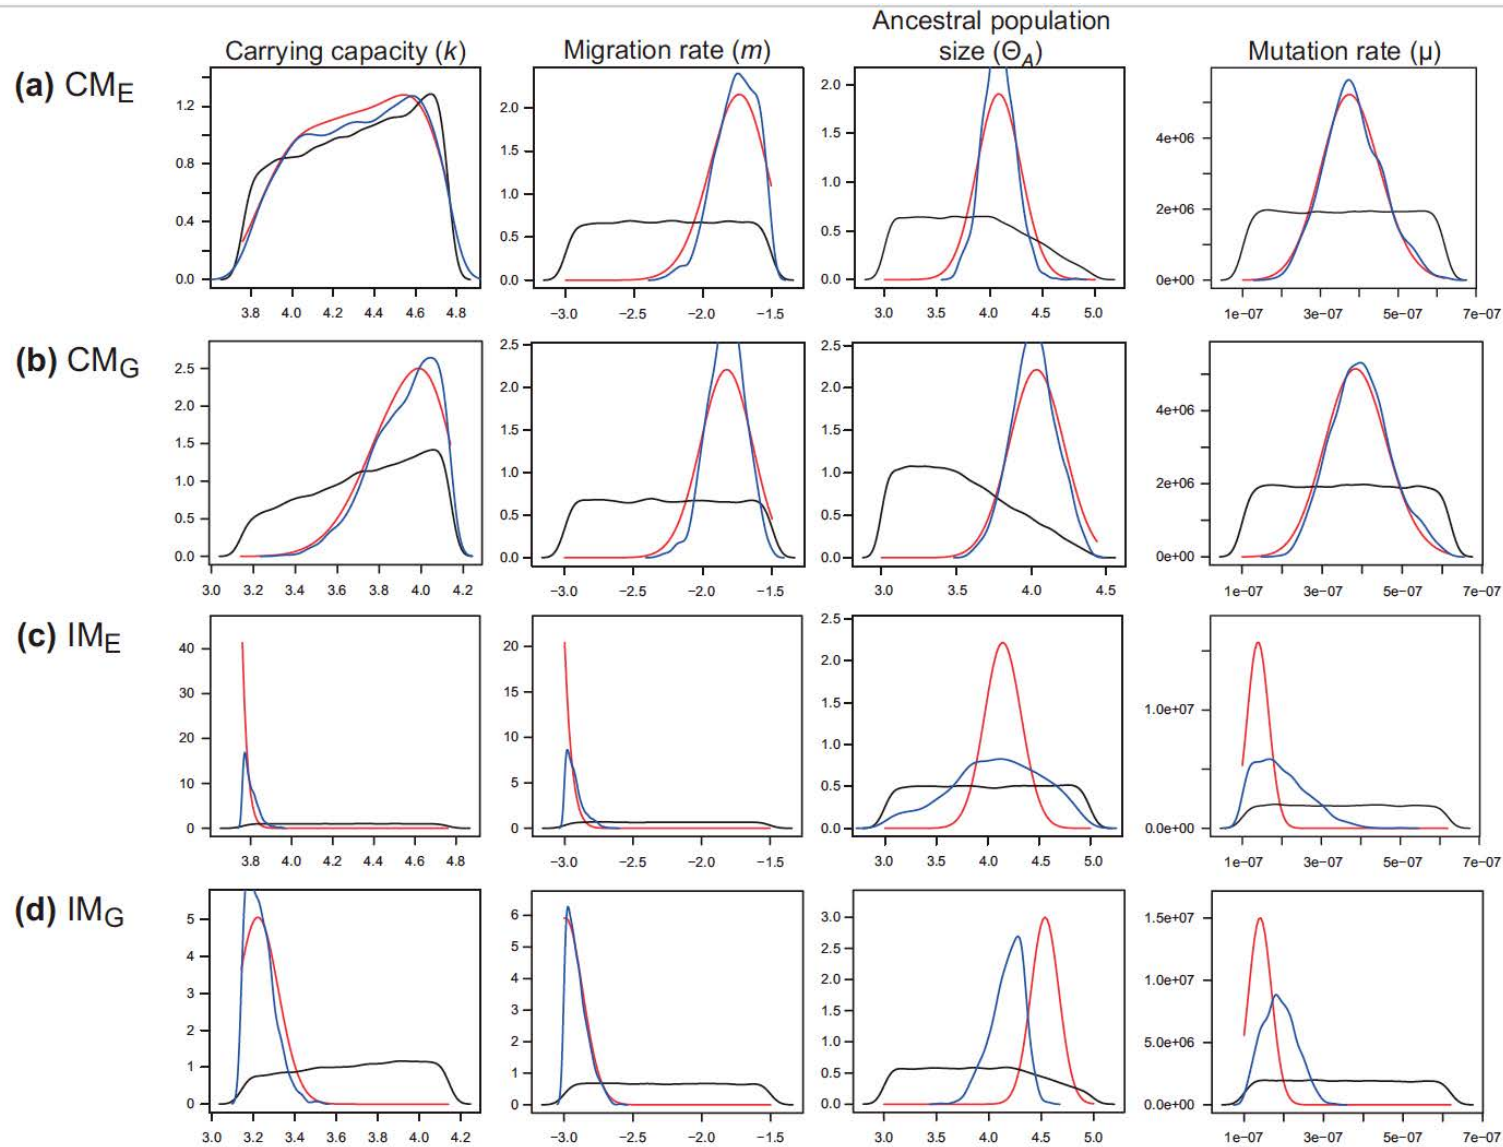 Carrying capacity (k)
Migration rate (m)
Ancestral population
size (Θ_A)
Mutation rate (μ)
(a) CM_E
1.2
0.8
0.4
0.0
3.8 4.0 4.2 4.4 4.6 4.8
2.0
1.5
1.0
0.5
0.0
−3.0 −2.5 −2.0 −1.5
2.0
1.5
1.0
0.5
0.0
3.0 3.5 4.0 4.5 5.0
4e+06
2e+06
0e+00
1e−07 3e−07 5e−07 7e−07
(b) CM_G
2.5
2.0
1.5
1.0
0.5
0.0
3.0 3.2 3.4 3.6 3.8 4.0 4.2
2.5
2.0
1.5
1.0
0.5
0.0
−3.0 −2.5 −2.0 −1.5
2.5
2.0
1.5
1.0
0.5
0.0
3.0 3.5 4.0 4.5
4e+06
2e+06
0e+00
1e−07 3e−07 5e−07 7e−07
(c) IM_E
40
30
20
10
0
3.8 4.0 4.2 4.4 4.6 4.8
20
15
10
5
0
−3.0 −2.5 −2.0 −1.5
2.5
2.0
1.5
1.0
0.5
0.0
3.0 3.5 4.0 4.5 5.0
1.0e+07
0.0e+00
1e−07 3e−07 5e−07 7e−07
(d) IM_G
5
4
3
2
1
0
3.0 3.2 3.4 3.6 3.8 4.0 4.2
6
5
4
3
2
1
0
−3.0 −2.5 −2.0 −1.5
3.0
2.5
2.0
1.5
1.0
0.5
0.0
3.0 3.5 4.0 4.5 5.0
1.5e+07
1.0e+07
5.0e+06
0.0e+00
1e−07 3e−07 5e−07 7e−07